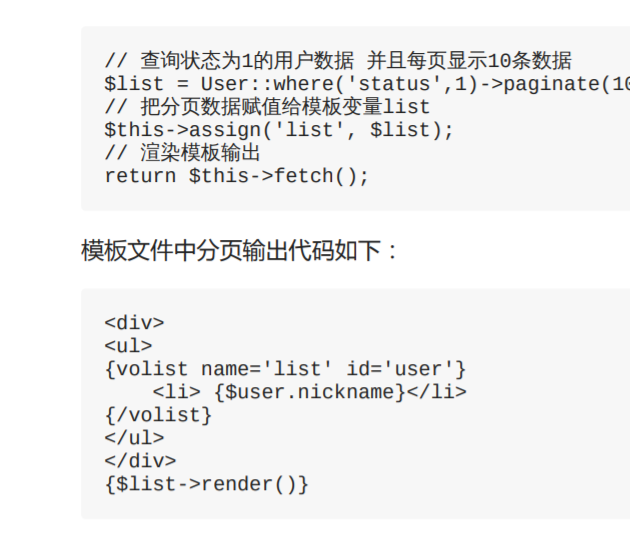 // 查询状态为1的用户数据 并且每页显示10条数据
$list = User::where('status',1)->paginate(10
// 把分页数据赋值给模板变量list
$this->assign('list', $list);
// 渲染模板输出
return $this->fetch();
模板文件中分页输出代码如下：
<div>
<ul>
{volist name='list' id='user'}
    <li> {$user.nickname}</li>
{/volist}
</ul>
</div>
{$list->render()}